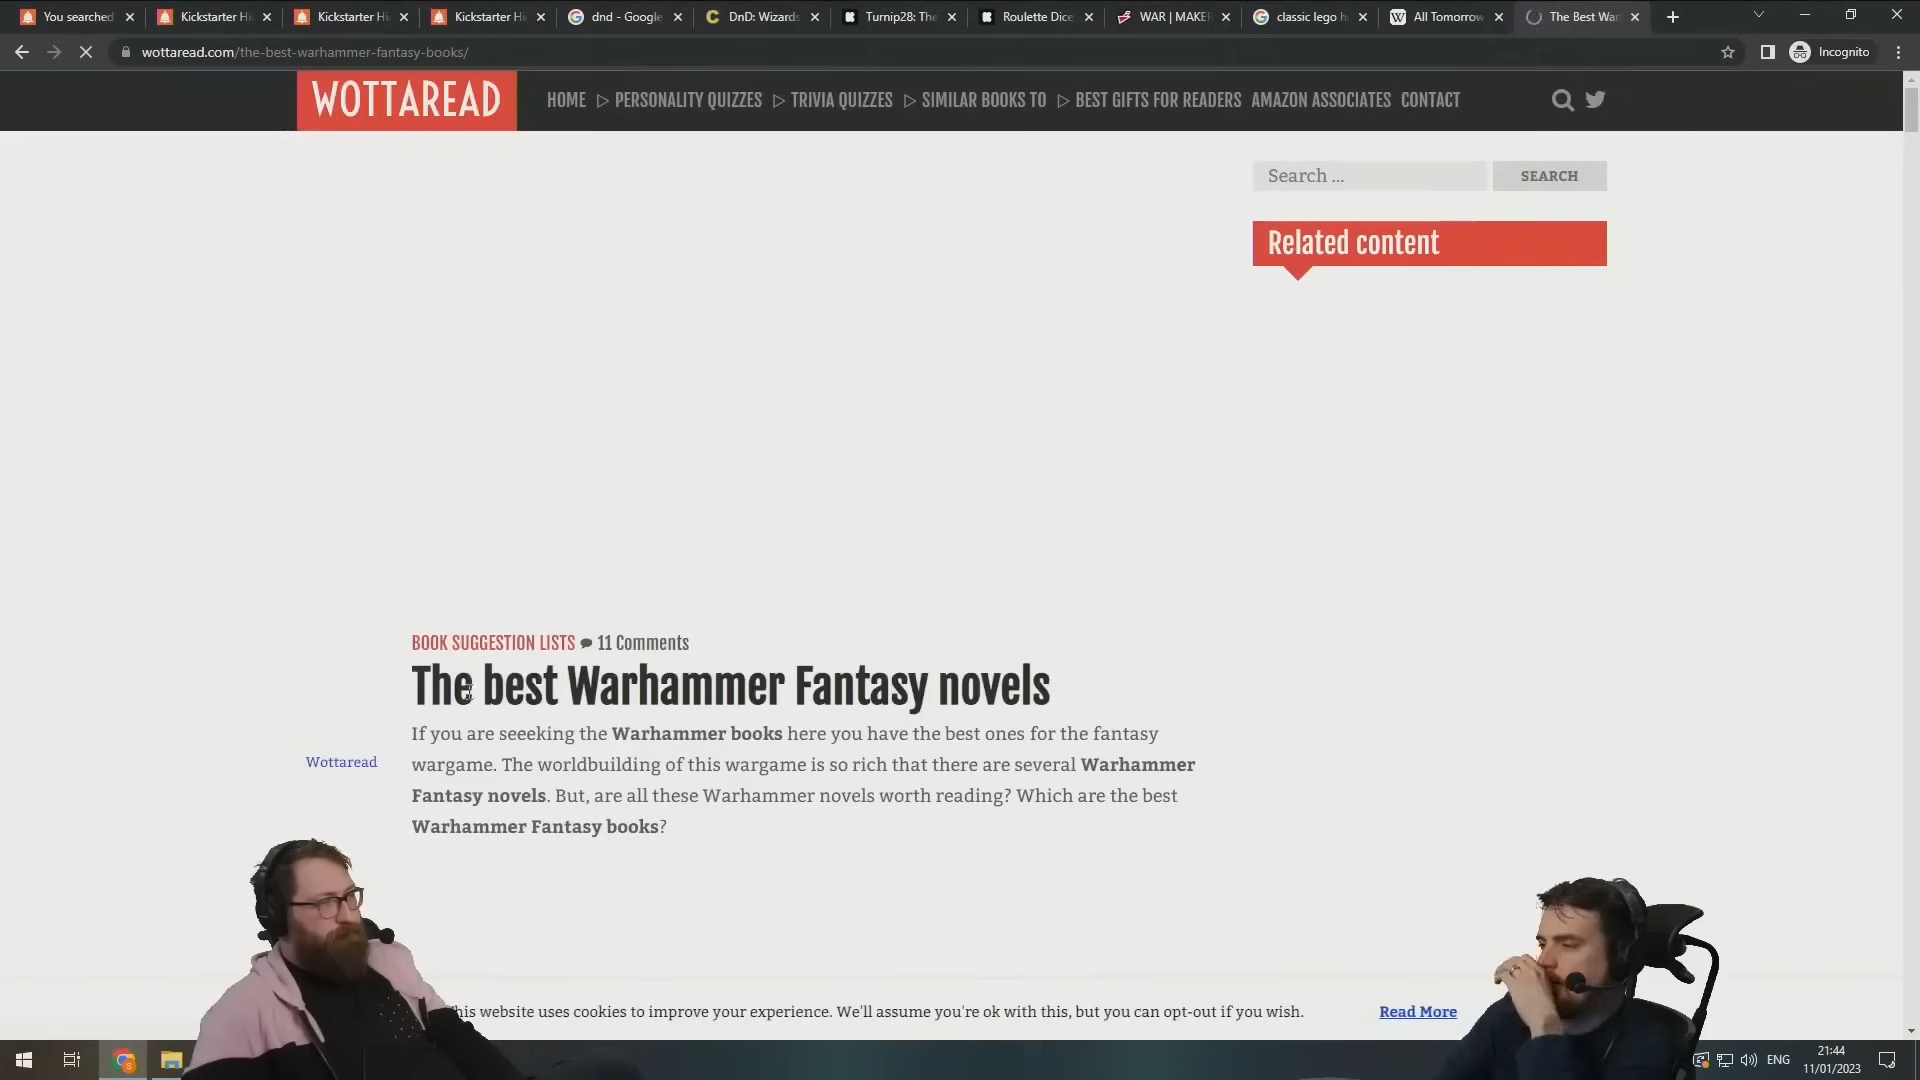 You searched
Kickstarter Hi
Kickstarter Hi
Kickstarter Hi
dnd - Google
DnD: Wizards
Turnip28: The
Roulette Dice
WAR | MAKER
classic lego h
All Tomorrow
The Best War
wottaread.com/the-best-warhammer-fantasy-books/
Incognito
WOTTAREAD
HOME PERSONALITY QUIZZES TRIVIA QUIZZES SIMILAR BOOKS TO BEST GIFTS FOR READERS AMAZON ASSOCIATES CONTACT
Search ...
SEARCH
Related content
BOOK SUGGESTION LISTS 11 Comments
The best Warhammer Fantasy novels
Wottaread
If you are seeeking the Warhammer books here you have the best ones for the fantasy
wargame. The worldbuilding of this wargame is so rich that there are several Warhammer
Fantasy novels. But, are all these Warhammer novels worth reading? Which are the best
Warhammer Fantasy books?
his website uses cookies to improve your experience. We'll assume you're ok with this, but you can opt-out if you wish.
Read More
ENG
21:44
11/01/2023